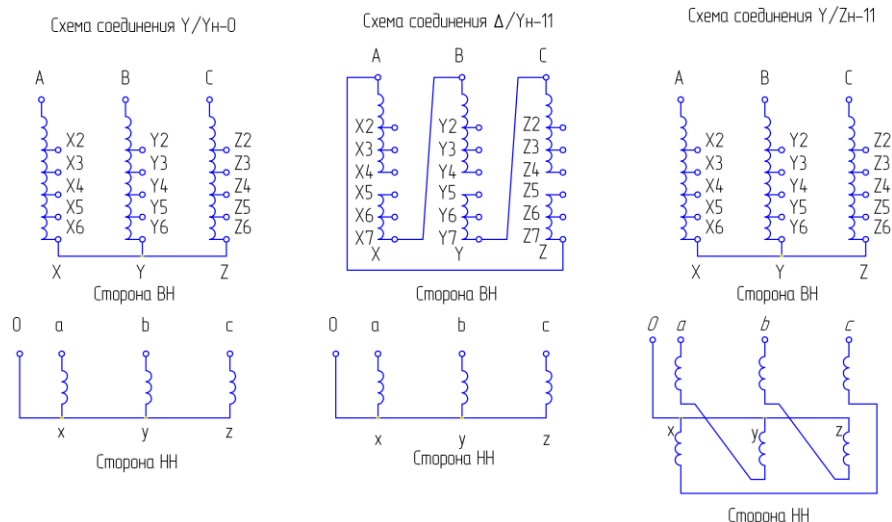 Схема соединения Y/Yн-0
A B C
X2 Y2 Z2
X3 Y3 Z3
X4 Y4 Z4
X5 Y5 Z5
X6 Y6 Z6
X Y Z
Сторона ВН
0 a b c
x y z
Сторона НН
Схема соединения Δ/Yн-11
A B C
X2 Y2 Z2
X3 Y3 Z3
X4 Y4 Z4
X5 Y5 Z5
X6 Y6 Z6
X7 Y7 Z7
X Y Z
Сторона ВН
0 a b c
x y z
Сторона НН
Схема соединения Y/Zн-11
A B C
X2 Y2 Z2
X3 Y3 Z3
X4 Y4 Z4
X5 Y5 Z5
X6 Y6 Z6
X Y Z
Сторона ВН
0 a b c
x y z
Сторона НН